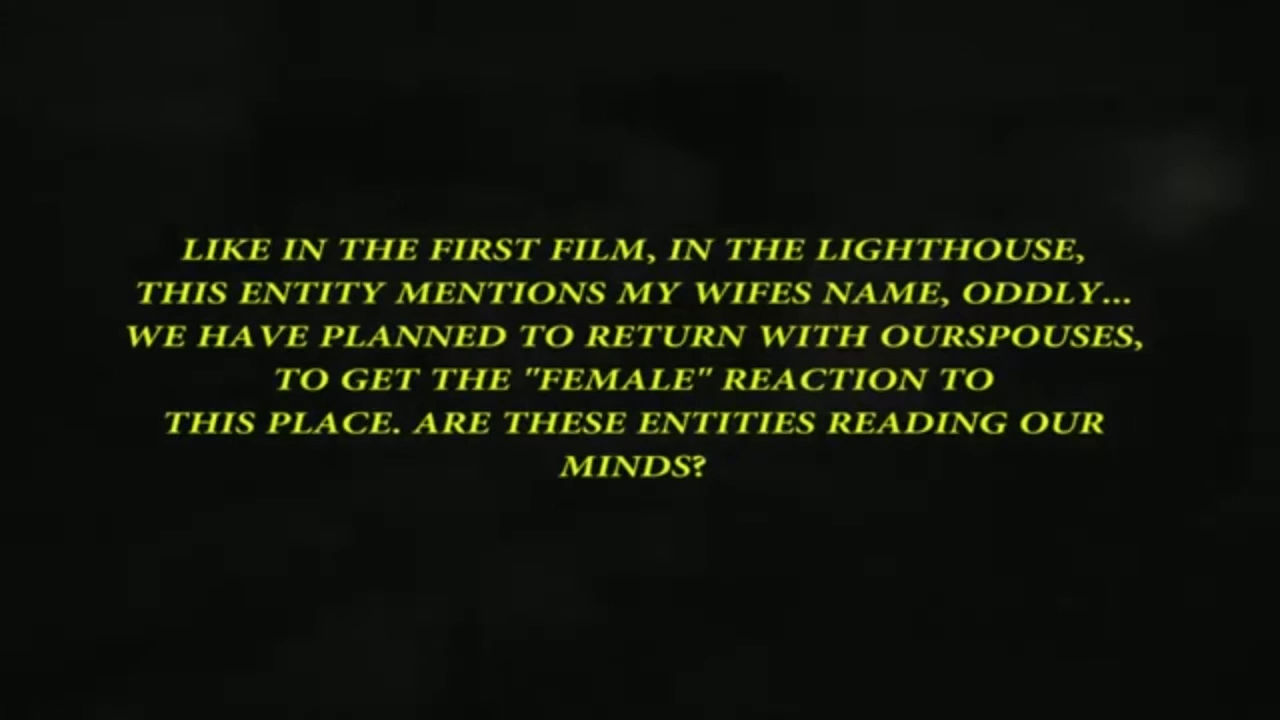 LIKE IN THE FIRST FILM, IN THE LIGHTHOUSE,
THIS ENTITY MENTIONS MY WIFES NAME, ODDLY...
WE HAVE PLANNED TO RETURN WITH OURSPOUSES,
TO GET THE "FEMALE" REACTION TO
THIS PLACE. ARE THESE ENTITIES READING OUR
MINDS?